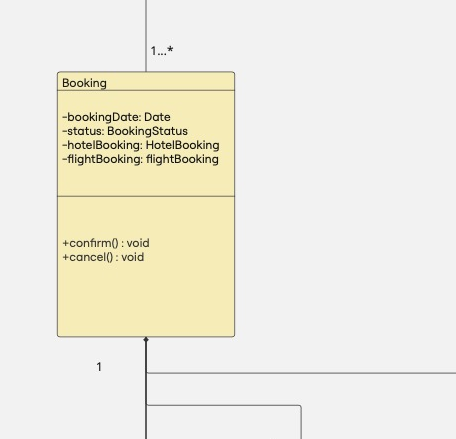 1...*
Booking
-bookingDate: Date
-status: BookingStatus
-hotelBooking: HotelBooking
-flightBooking: flightBooking
+confirm() : void
+cancel() : void
1